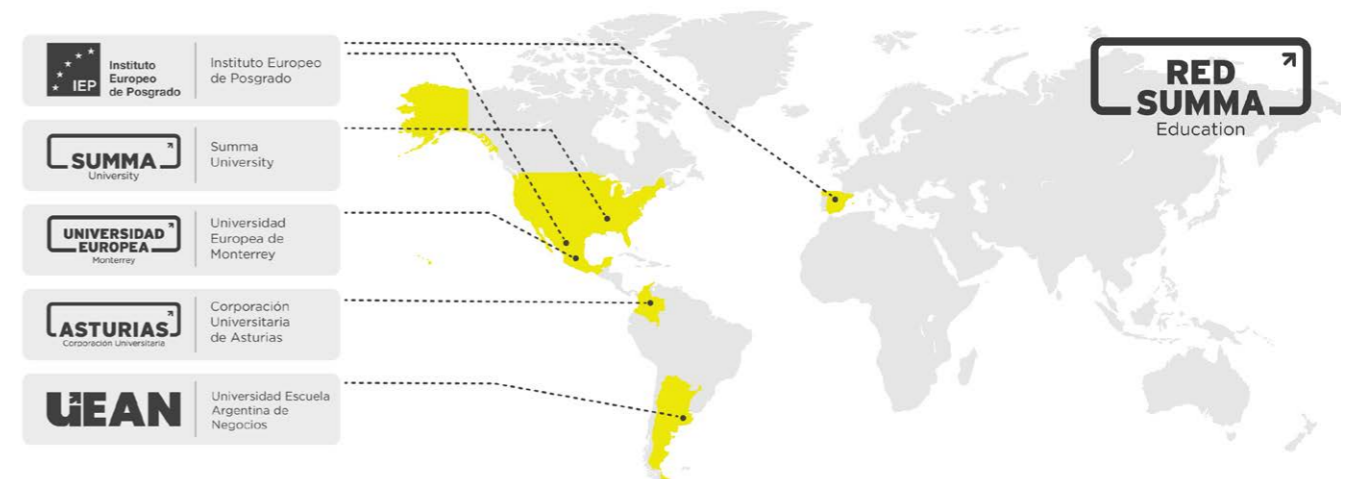 IEP
Instituto
Europeo
de Posgrado
Instituto Europeo
de Posgrado
SUMMA
University
Summa
University
UNIVERSIDAD
EUROPEA
Monterrey
Universidad
Europea de
Monterrey
ASTURIAS
Corporación Universitaria
Corporación
Universitaria
de Asturias
UEAN
Universidad Escuela
Argentina de
Negocios
RED
SUMMA
Education